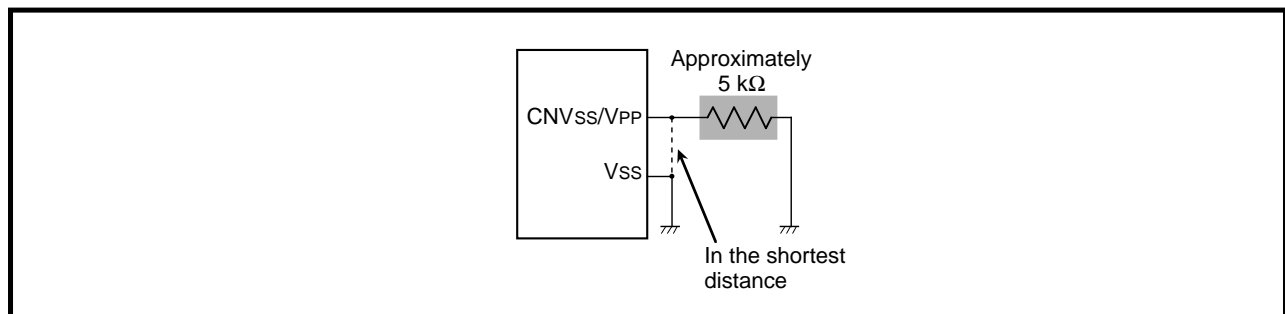 Approximately
5 kΩ
CNVSS/VPP
VSS
In the shortest
distance